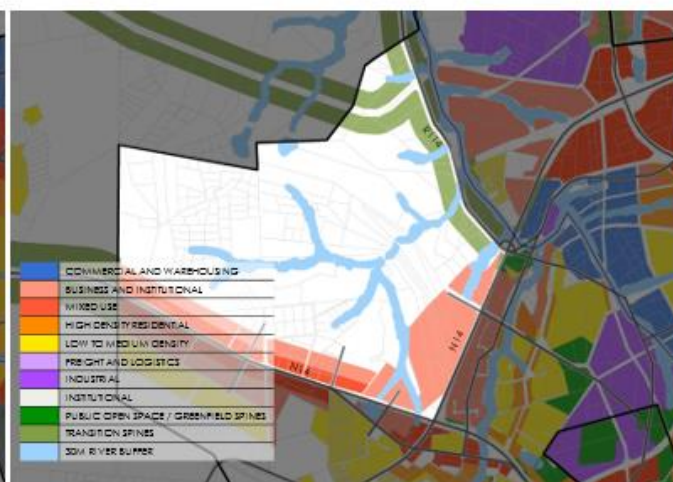 R114
COMMERCIAL AND WAREHOUSING
BUSINESS AND INSTITUTIONAL
MIXED USE
HIGH DENSITY RESIDENTIAL
LOW TO MEDIUM DENSITY
FREIGHT AND LOGISTICS
INDUSTRIAL
INSTITUTIONAL
PUBLIC OPEN SPACE / GREENFIELD SPINES
TRANSITION SPINES
30M RIVER BUFFER
N14
N14